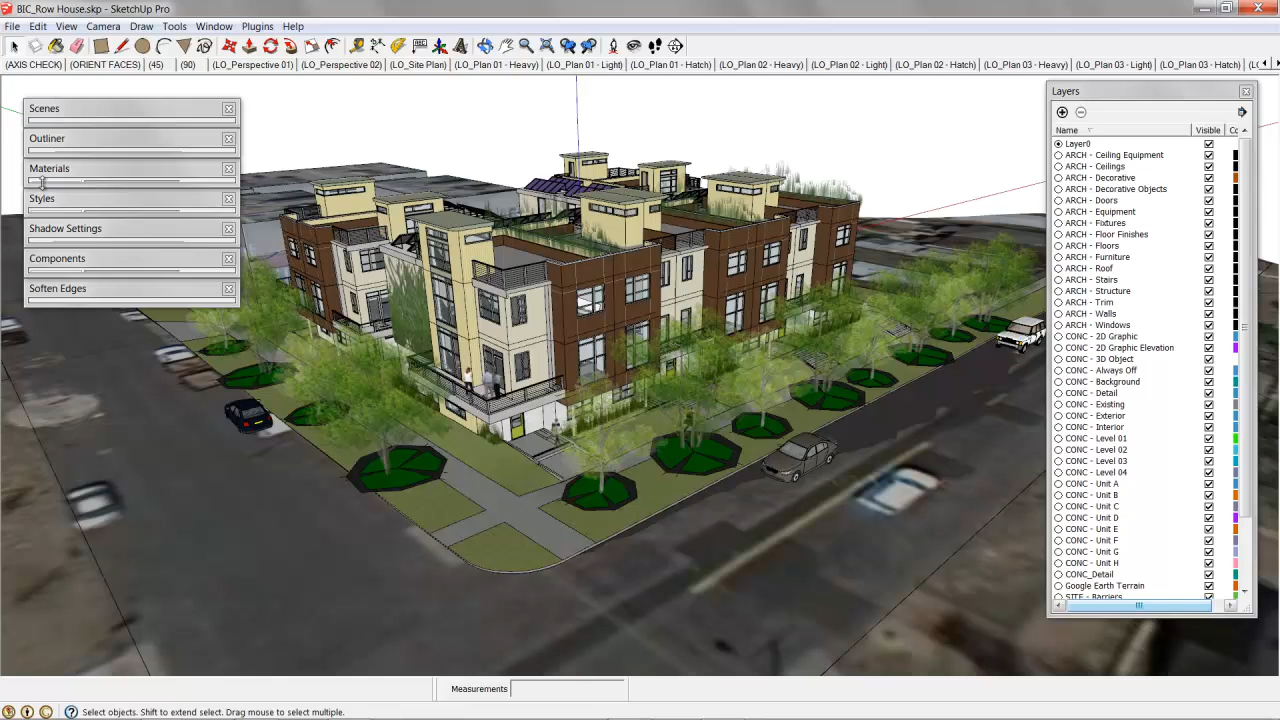 BIC_Row House.skp - SketchUp Pro
File Edit View Camera Draw Tools Window Plugins Help
(AXIS CHECK) (ORIENT FACES) (45) (90) (LO_Perspective 01) (LO_Perspective 02) (LO_Site Plan) (LO_Plan 01 - Heavy) (LO_Plan 01 - Light) (LO_Plan 01 - Hatch) (LO_Plan 02 - Heavy) (LO_Plan 02 - Light) (LO_Plan 02 - Hatch) (LO_Plan 03 - Heavy) (LO_Plan 03 - Light) (LO_Plan 03 - Hatch)
Scenes
Outliner
Materials
Styles
Shadow Settings
Components
Soften Edges
Layers
Name Visible Co
Layer0
ARCH - Ceiling Equipment
ARCH - Ceilings
ARCH - Decorative
ARCH - Decorative Objects
ARCH - Doors
ARCH - Equipment
ARCH - Fixtures
ARCH - Floor Finishes
ARCH - Floors
ARCH - Furniture
ARCH - Roof
ARCH - Stairs
ARCH - Structure
ARCH - Trim
ARCH - Walls
ARCH - Windows
CONC - 2D Graphic
CONC - 2D Graphic Elevation
CONC - 3D Object
CONC - Always Off
CONC - Background
CONC - Detail
CONC - Existing
CONC - Exterior
CONC - Interior
CONC - Level 01
CONC - Level 02
CONC - Level 03
CONC - Level 04
CONC - Unit A
CONC - Unit B
CONC - Unit C
CONC - Unit D
CONC - Unit E
CONC - Unit F
CONC - Unit G
CONC - Unit H
CONC_Detail
Google Earth Terrain
SITE - Barriers
Measurements
Select objects. Shift to extend select. Drag mouse to select multiple.